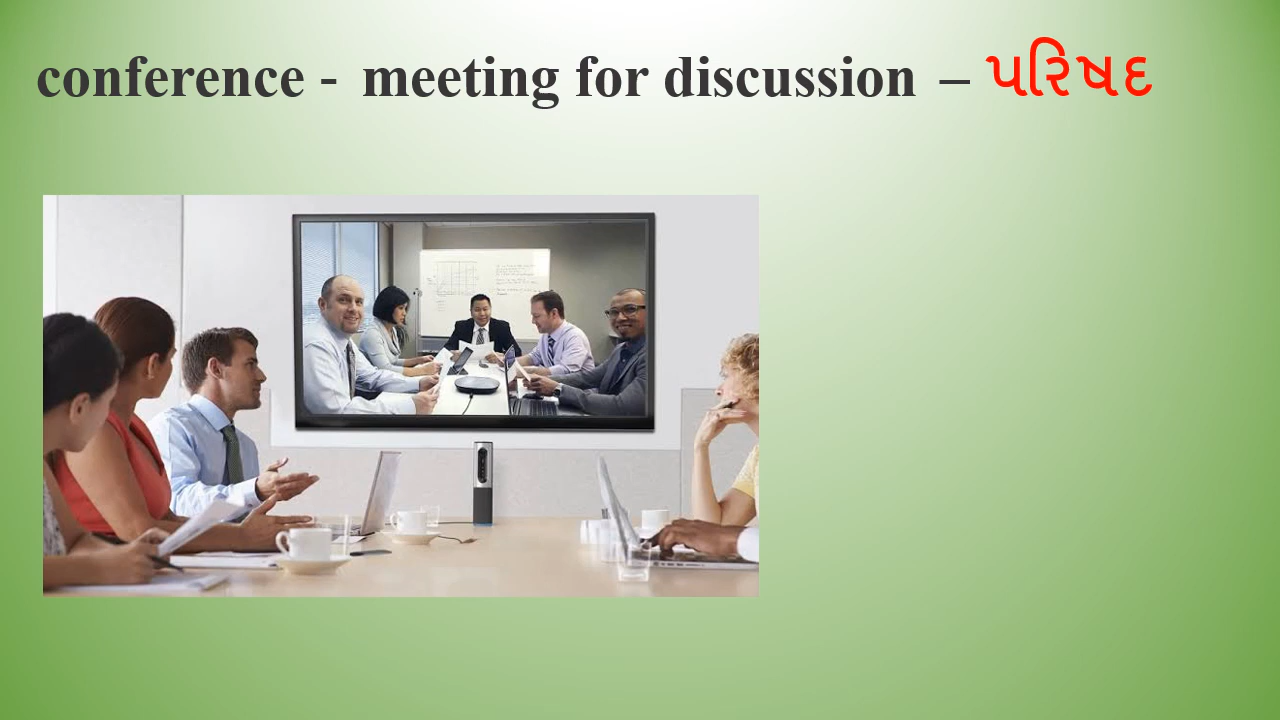 conference - meeting for discussion – પરિષદ